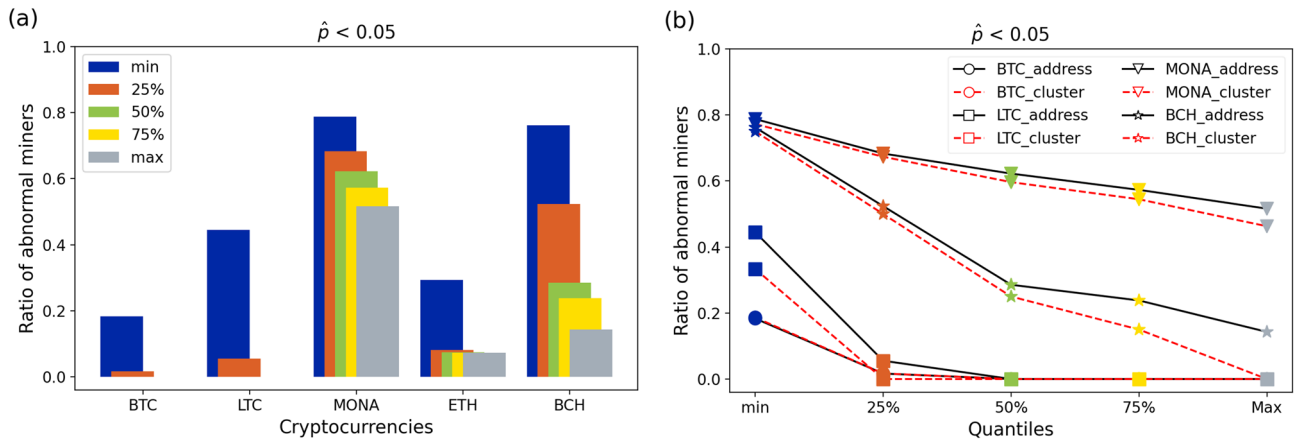 (a)
p̂ < 0.05
Ratio of abnormal miners
1.0
0.8
0.6
0.4
0.2
0.0
min
25%
50%
75%
max
BTC LTC MONA ETH BCH
Cryptocurrencies
(b)
p̂ < 0.05
Ratio of abnormal miners
1.0
0.8
0.6
0.4
0.2
0.0
BTC_address MONA_address
BTC_cluster MONA_cluster
LTC_address BCH_address
LTC_cluster BCH_cluster
min 25% 50% 75% Max
Quantiles